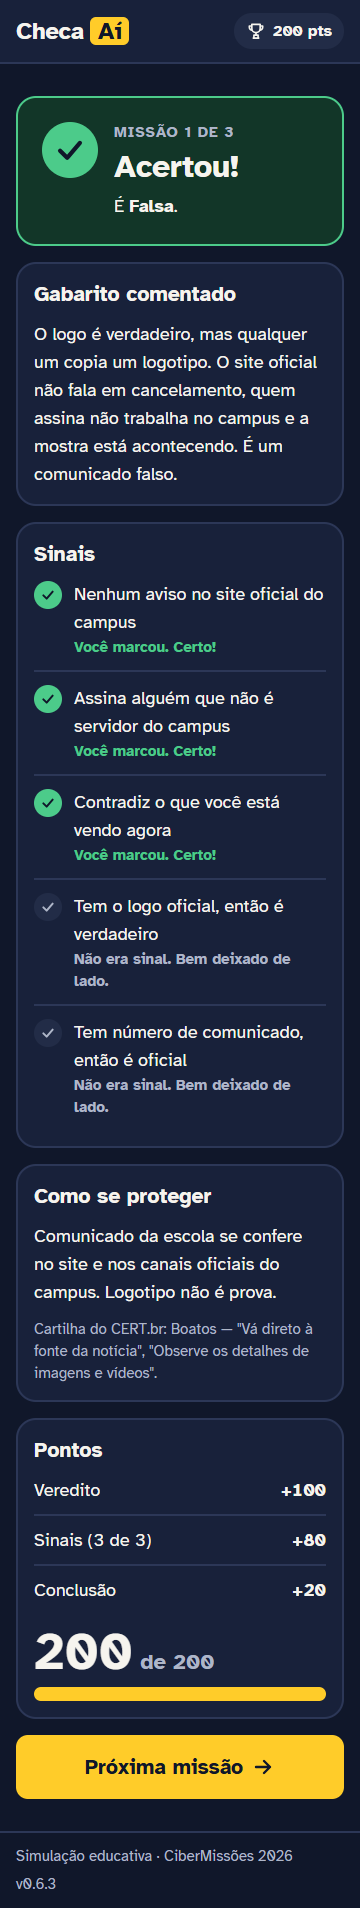 Checa Aí
200 pts
MISSÃO 1 DE 3
Acertou!
É Falsa.
Gabarito comentado
O logo é verdadeiro, mas qualquer
um copia um logotipo. O site oficial
não fala em cancelamento, quem
assina não trabalha no campus e a
mostra está acontecendo. É um
comunicado falso.
Sinais
Nenhum aviso no site oficial do
campus
Você marcou. Certo!
Assina alguém que não é
servidor do campus
Você marcou. Certo!
Contradiz o que você está
vendo agora
Você marcou. Certo!
Tem o logo oficial, então é
verdadeiro
Não era sinal. Bem deixado de
lado.
Tem número de comunicado,
então é oficial
Não era sinal. Bem deixado de
lado.
Como se proteger
Comunicado da escola se confere
no site e nos canais oficiais do
campus. Logotipo não é prova.
Cartilha do CERT.br: Boatos — "Vá direto à
fonte da notícia", "Observe os detalhes de
imagens e vídeos".
Pontos
Veredito +100
Sinais (3 de 3) +80
Conclusão +20
200 de 200
Próxima missão →
Simulação educativa · CiberMissões 2026
v0.6.3